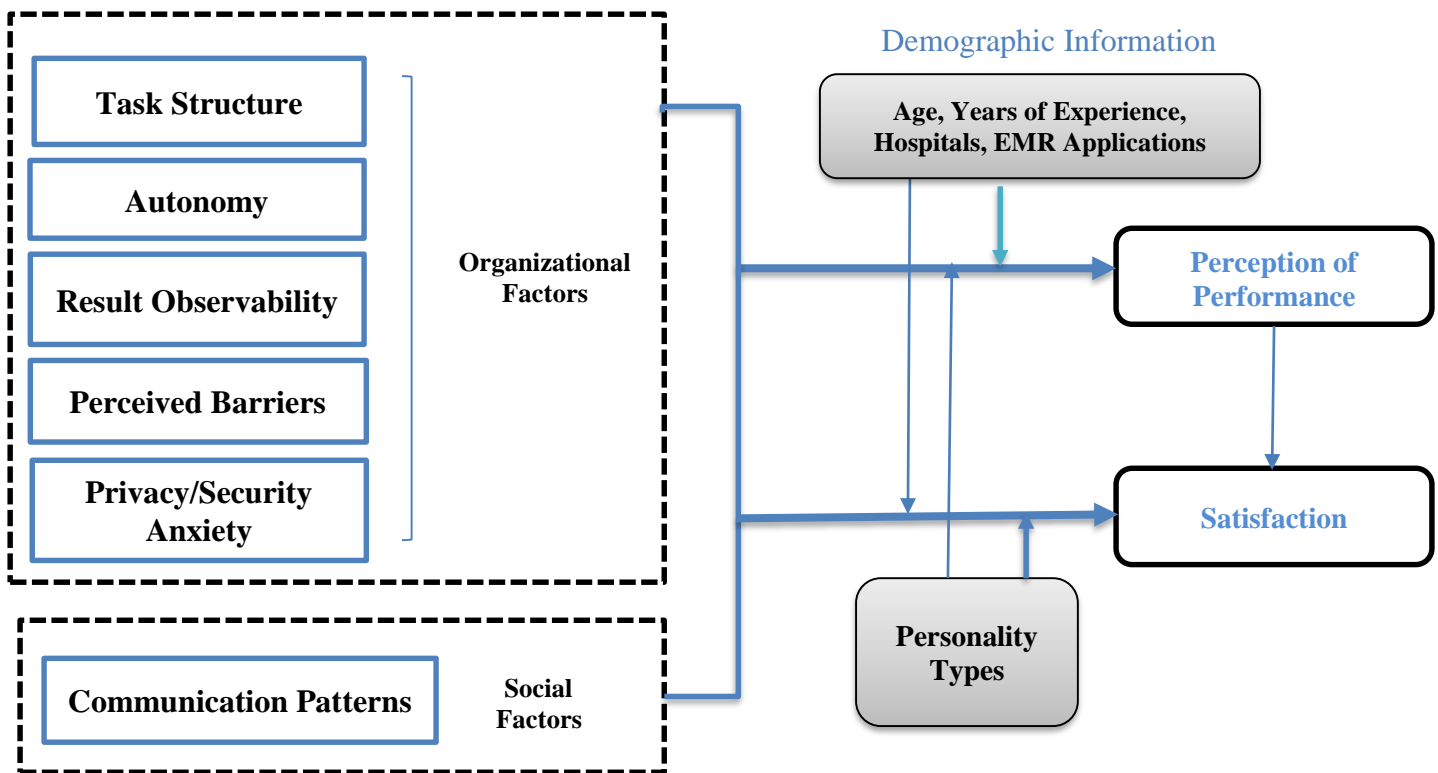 Task Structure
Autonomy
Result Observability
Perceived Barriers
Privacy/Security
Anxiety
Organizational
Factors
Communication Patterns
Social
Factors
Demographic Information
Age, Years of Experience,
Hospitals, EMR Applications
Perception of
Performance
Satisfaction
Personality
Types